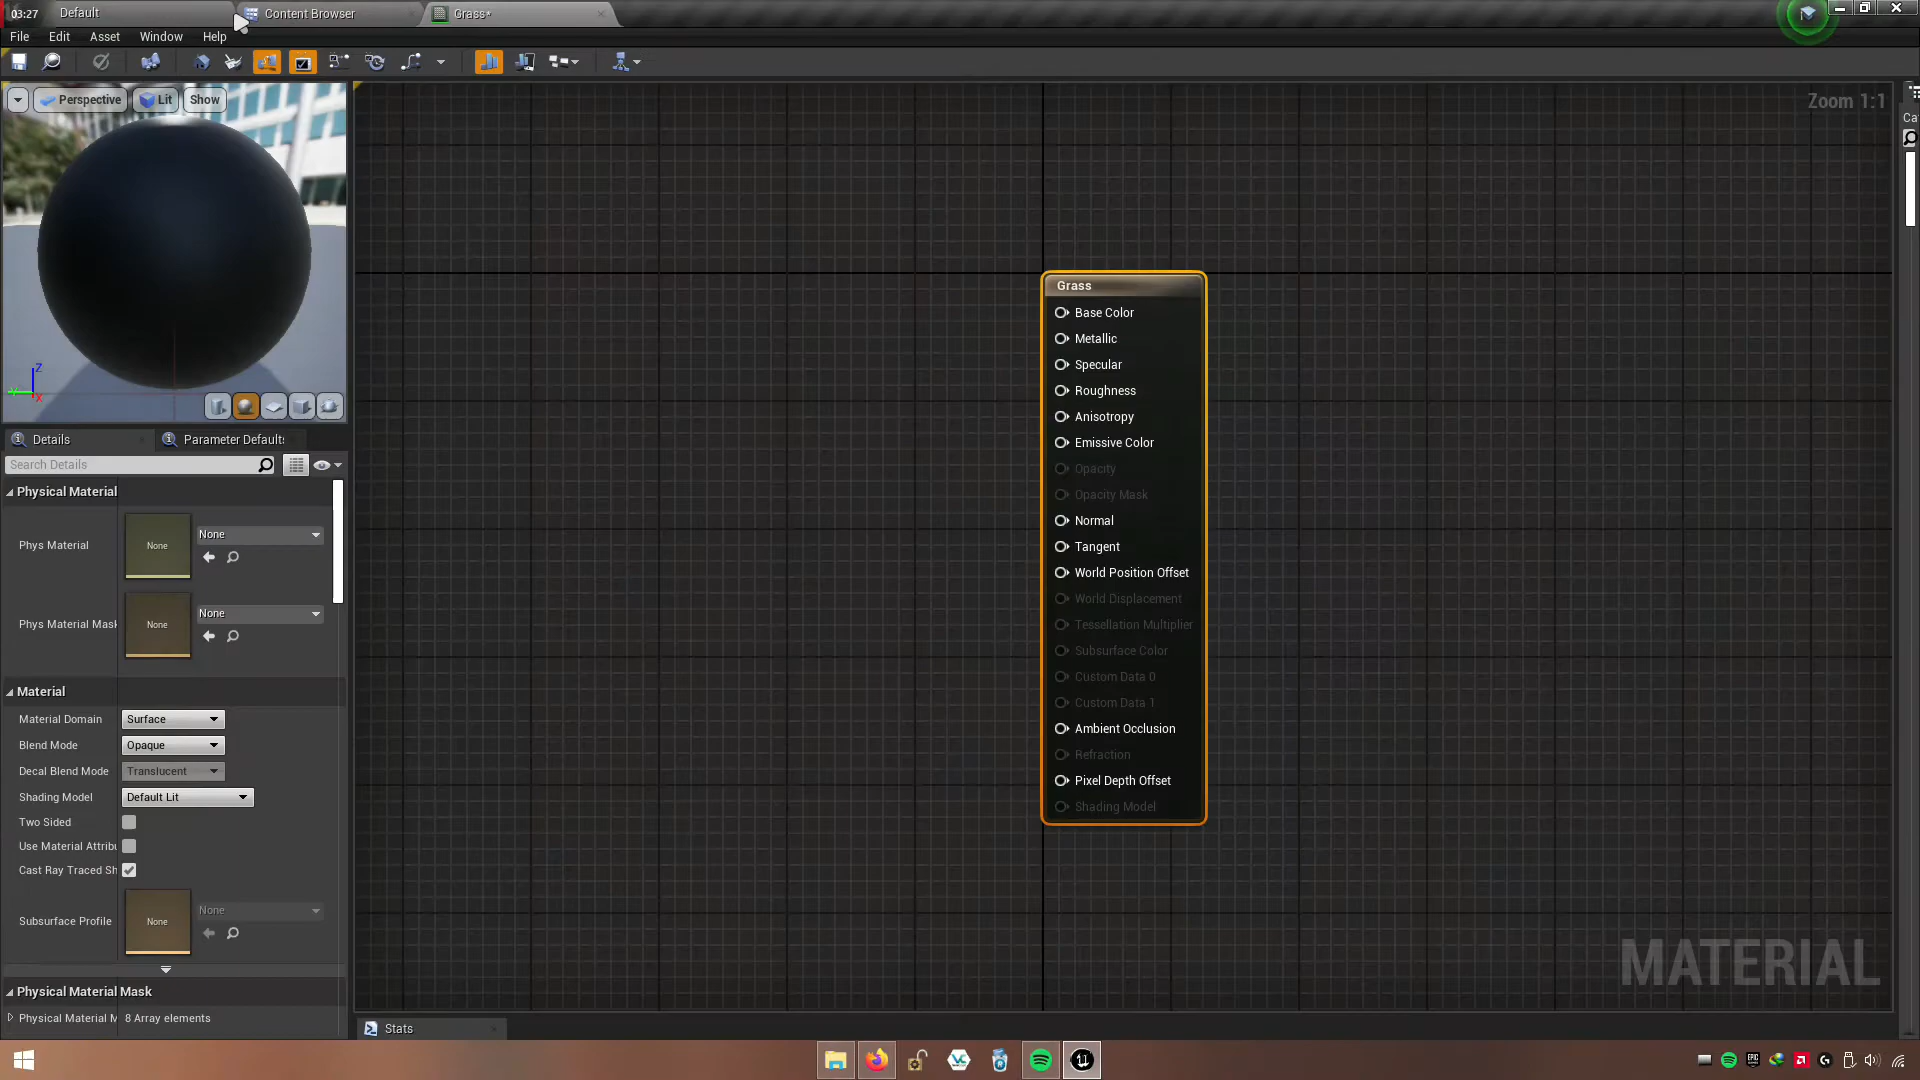 03:27 Default Content Browser Grass*
File Edit Asset Window Help
Perspective Lit Show
Zoom 1:1
Ca
Z
Y
X
Details Parameter Defaults
Search Details
Physical Material
Phys Material None None
Phys Material Mask None None
Material
Material Domain Surface
Blend Mode Opaque
Decal Blend Mode Translucent
Shading Model Default Lit
Two Sided
Use Material Attribu
Cast Ray Traced Sh
Subsurface Profile None None
Physical Material Mask
Physical Material M 8 Array elements
Grass
Base Color
Metallic
Specular
Roughness
Anisotropy
Emissive Color
Opacity
Opacity Mask
Normal
Tangent
World Position Offset
World Displacement
Tessellation Multiplier
Subsurface Color
Custom Data 0
Custom Data 1
Ambient Occlusion
Refraction
Pixel Depth Offset
Shading Model
MATERIAL
Stats